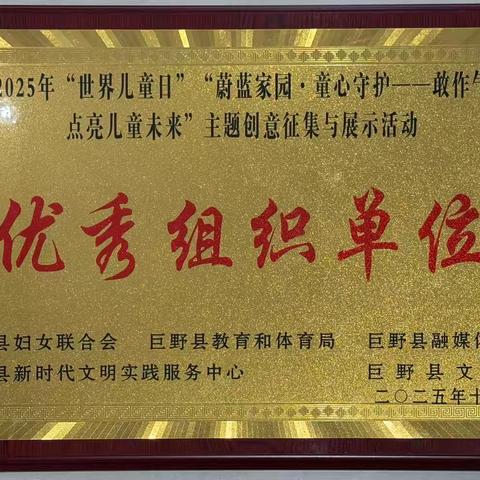 2025年“世界儿童日”“蔚蓝家园·童心守护——敢作
点亮儿童未来”主题创意征集与展示活动
优秀组织单位
县妇女联合会 巨野县教育和体育局 巨野县融媒体
县新时代文明实践服务中心 巨野县文
二〇二五年十